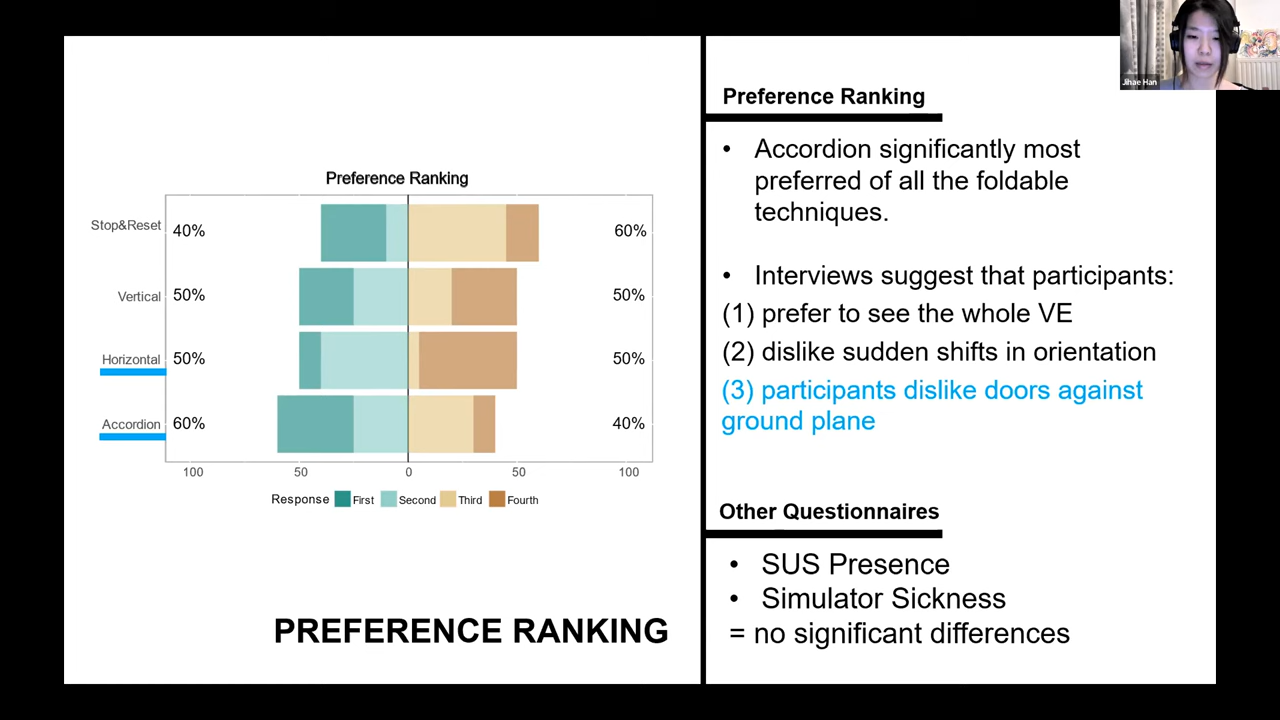 Jihae Han
Preference Ranking
Stop&Reset 40% 60%
Vertical 50% 50%
Horizontal 50% 50%
Accordion 60% 40%
100 50 0 50 100
Response First Second Third Fourth
PREFERENCE RANKING
Preference Ranking
• Accordion significantly most
preferred of all the foldable
techniques.
• Interviews suggest that participants:
(1) prefer to see the whole VE
(2) dislike sudden shifts in orientation
(3) participants dislike doors against
ground plane
Other Questionnaires
• SUS Presence
• Simulator Sickness
= no significant differences